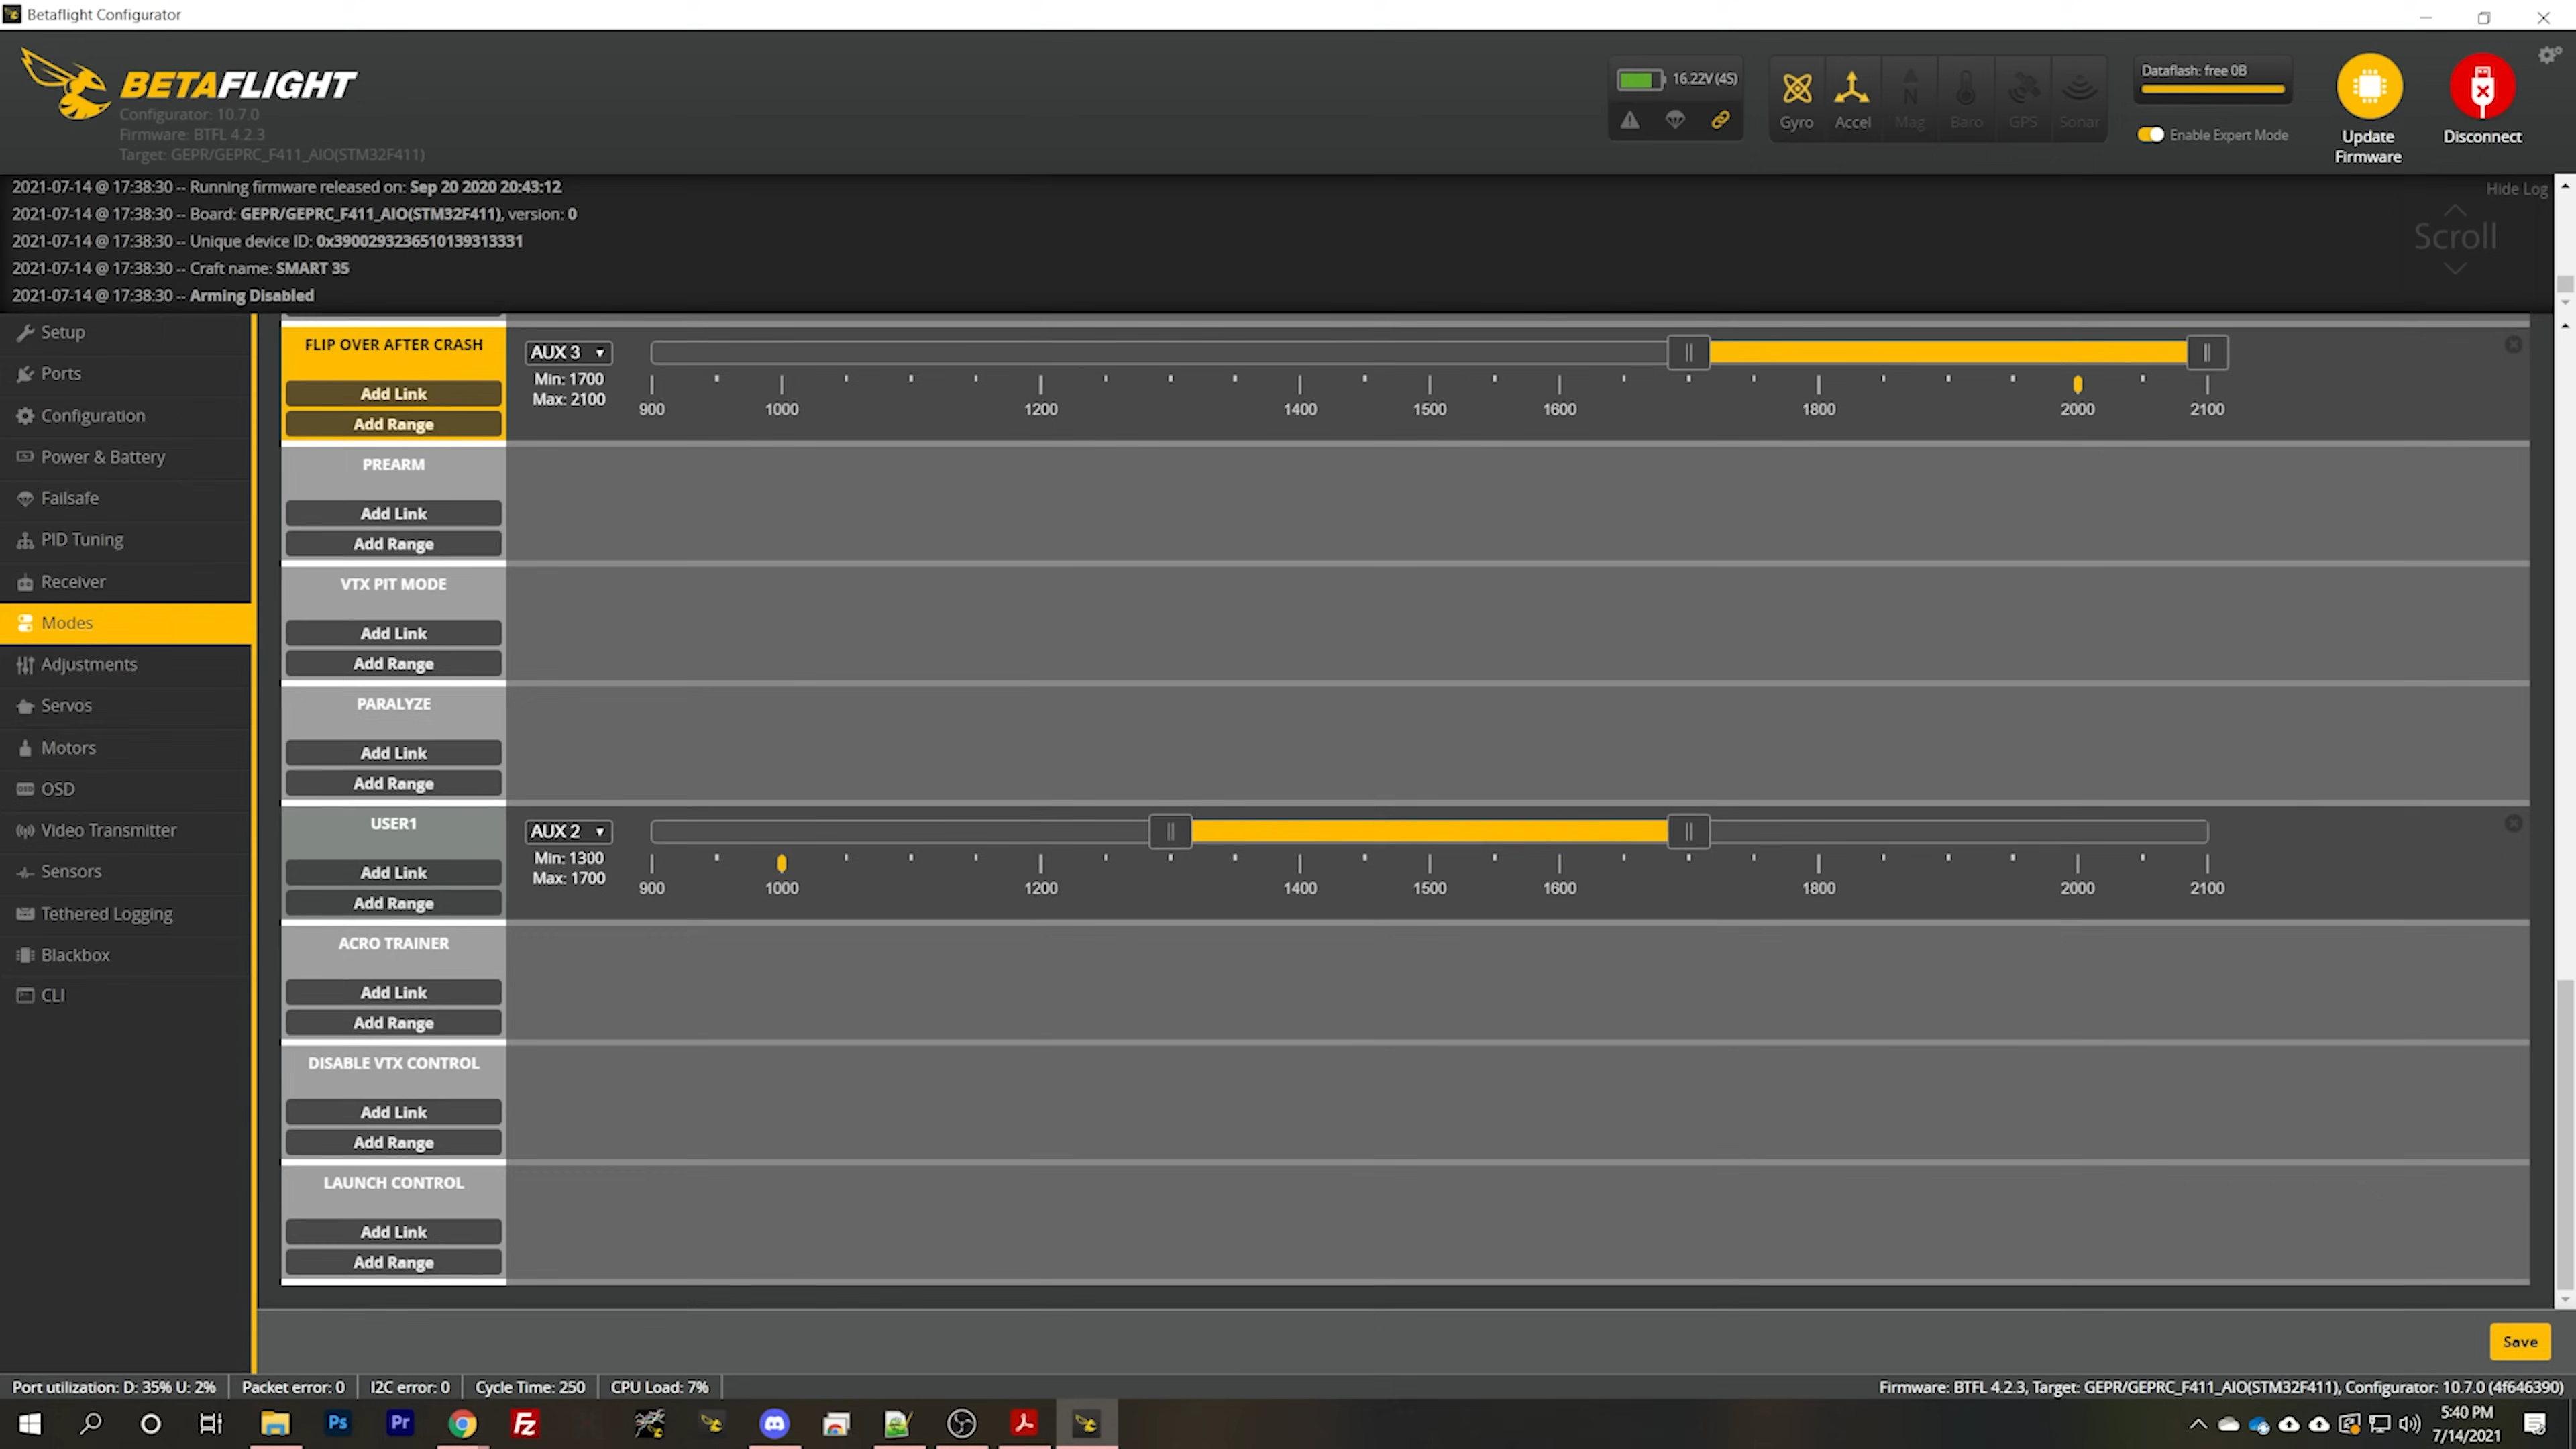 Betaflight Configurator
BETAFLIGHT
Configurator: 10.7.0
Firmware: BTFL 4.2.3
Target: GEPR/GEPRC_F411_AIO(STM32F411)
16.22V (4S)
Gyro Accel Mag Baro GPS Sonar
Dataflash: free 0B
Enable Expert Mode
Update
Firmware
Disconnect
2021-07-14 @ 17:38:30 -- Running firmware released on: Sep 20 2020 20:43:12
2021-07-14 @ 17:38:30 -- Board: GEPR/GEPRC_F411_AIO(STM32F411), version: 0
2021-07-14 @ 17:38:30 -- Unique device ID: 0x3900293236510139313331
2021-07-14 @ 17:38:30 -- Craft name: SMART 35
2021-07-14 @ 17:38:30 -- Arming Disabled
Hide Log
Scroll
Setup
Ports
Configuration
Power & Battery
Failsafe
PID Tuning
Receiver
Modes
Adjustments
Servos
Motors
OSD
Video Transmitter
Sensors
Tethered Logging
Blackbox
CLI
FLIP OVER AFTER CRASH
Add Link
Add Range
AUX 3
Min: 1700
Max: 2100
900 1000 1200 1400 1500 1600 1800 2000 2100
PREARM
Add Link
Add Range
VTX PIT MODE
Add Link
Add Range
PARALYZE
Add Link
Add Range
USER1
Add Link
Add Range
AUX 2
Min: 1300
Max: 1700
900 1000 1200 1400 1500 1600 1800 2000 2100
ACRO TRAINER
Add Link
Add Range
DISABLE VTX CONTROL
Add Link
Add Range
LAUNCH CONTROL
Add Link
Add Range
Save
Port utilization: D: 35% U: 2% Packet error: 0 I2C error: 0 Cycle Time: 250 CPU Load: 7%
Firmware: BTFL 4.2.3, Target: GEPR/GEPRC_F411_AIO(STM32F411), Configurator: 10.7.0 (4f646390)
Ps
Pr
Fz
5:40 PM
7/14/2021